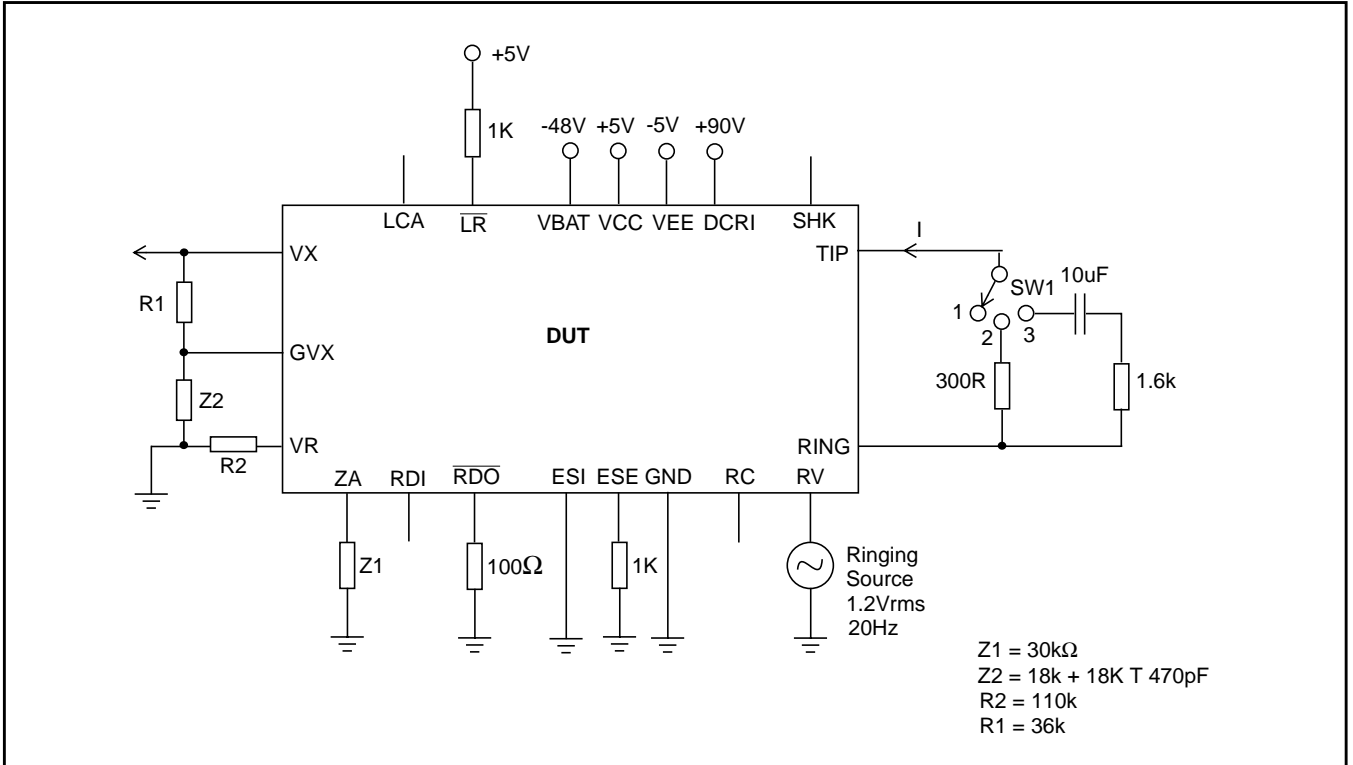 +5V
1K
-48V +5V -5V +90V
LCA LR VBAT VCC VEE DCRI SHK
I
VX TIP
SW1 10uF
R1
1
DUT
2 3
GVX
300R 1.6k
Z2
VR RING
R2
ZA RDI RDO ESI ESE GND RC RV
Z1 100Ω 1K
Ringing
Source
1.2Vrms
20Hz
Z1 = 30kΩ
Z2 = 18k + 18K T 470pF
R2 = 110k
R1 = 36k